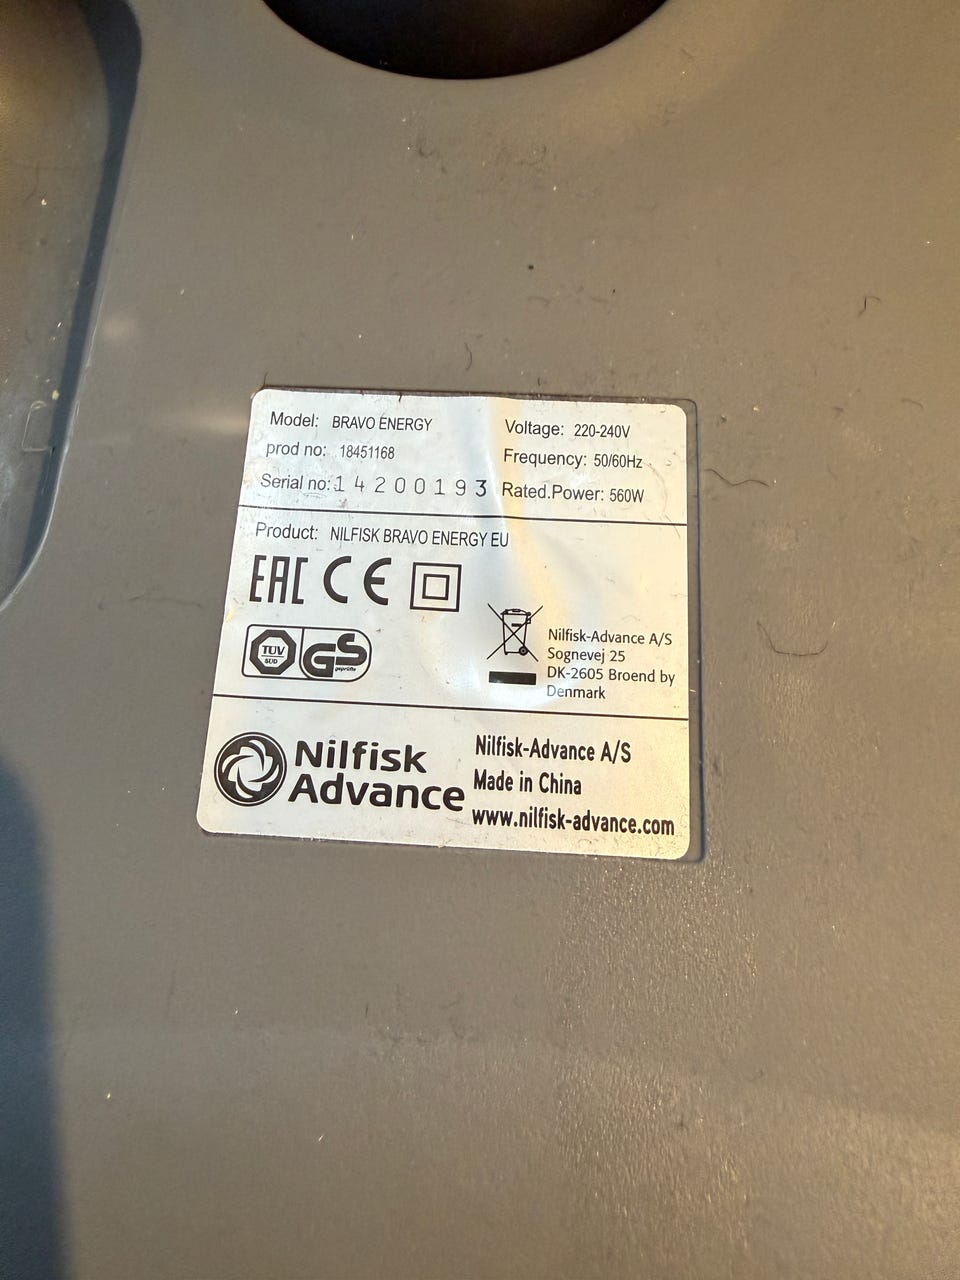 Model: BRAVO ENERGY
Voltage: 220-240V
prod no: 18451168
Frequency: 50/60Hz
Serial no: 14200193
Rated.Power: 560W
Product: NILFISK BRAVO ENERGY EU
EAC CE
TÜV
SÜD
GS
geprüfte
Nilfisk-Advance A/S
Sognevej 25
DK-2605 Broend by
Denmark
Nilfisk
Advance
Nilfisk-Advance A/S
Made in China
www.nilfisk-advance.com